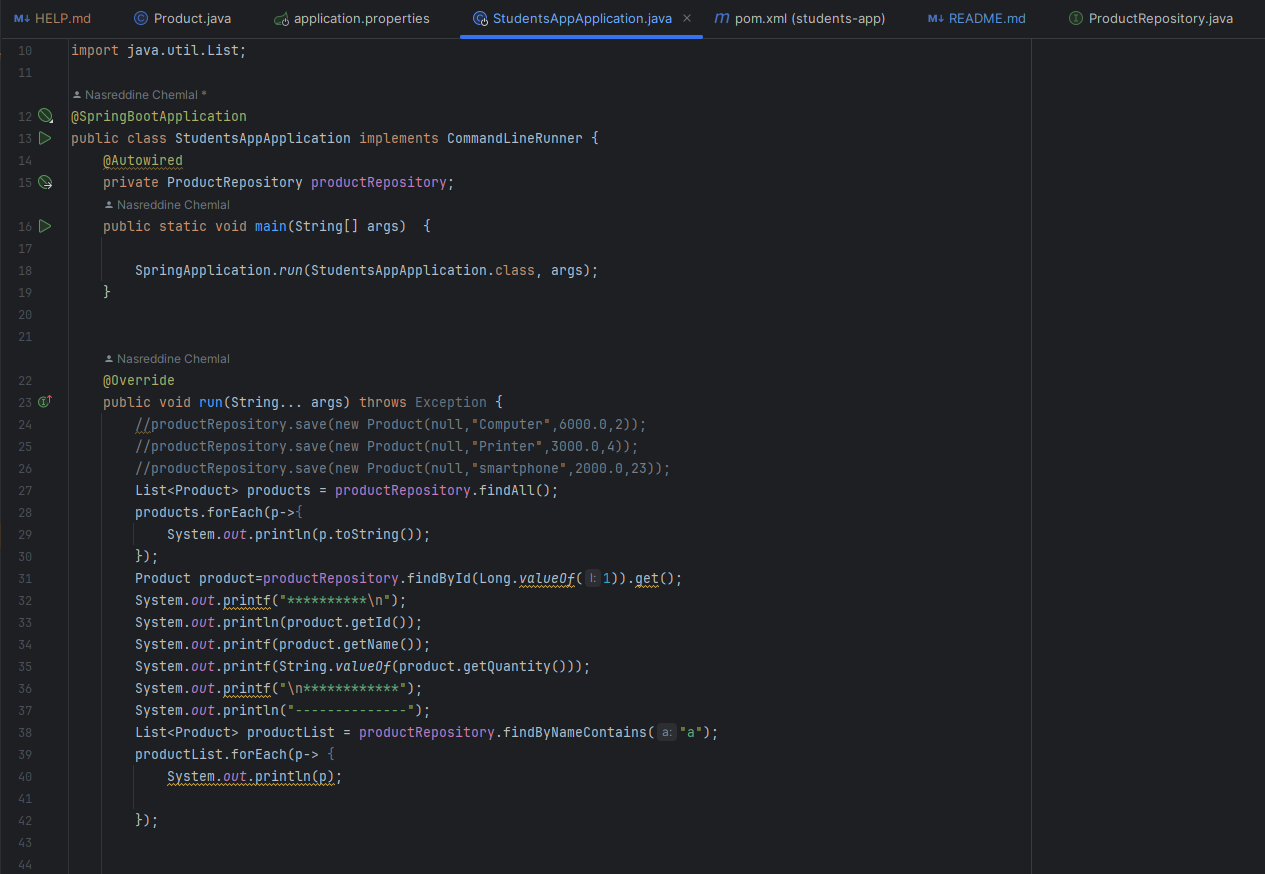 HELP.md Product.java application.properties StudentsAppApplication.java pom.xml (students-app) README.md ProductRepository.java
10 import java.util.List;
11
Nasreddine Chemlal *
12 @SpringBootApplication
13 public class StudentsAppApplication implements CommandLineRunner {
14 @Autowired
15 private ProductRepository productRepository;
Nasreddine Chemlal
16 public static void main(String[] args)  {
17
18 SpringApplication.run(StudentsAppApplication.class, args);
19 }
20
21
Nasreddine Chemlal
22 @Override
23 public void run(String... args) throws Exception {
24 //productRepository.save(new Product(null,"Computer",6000.0,2));
25 //productRepository.save(new Product(null,"Printer",3000.0,4));
26 //productRepository.save(new Product(null,"smartphone",2000.0,23));
27 List<Product> products = productRepository.findAll();
28 products.forEach(p->{
29 System.out.println(p.toString());
30 });
31 Product product=productRepository.findById(Long.valueOf( l: 1)).get();
32 System.out.printf("**********\n");
33 System.out.println(product.getId());
34 System.out.printf(product.getName());
35 System.out.printf(String.valueOf(product.getQuantity()));
36 System.out.printf("\n************");
37 System.out.println("--------------");
38 List<Product> productList = productRepository.findByNameContains( a: "a");
39 productList.forEach(p-> {
40 System.out.println(p);
41
42 });
43
44